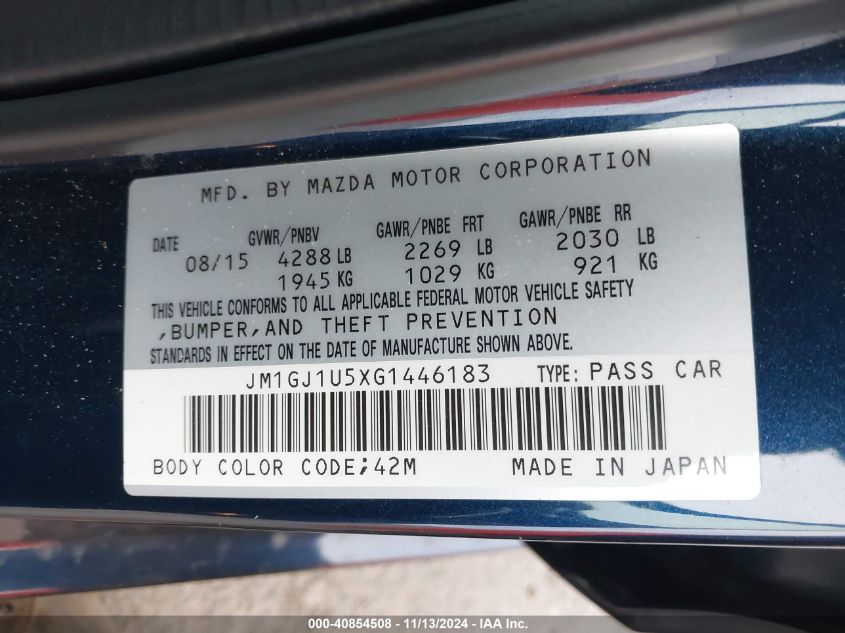 MFD. BY MAZDA MOTOR CORPORATION
DATE GVWR/PNBV GAWR/PNBE FRT GAWR/PNBE RR
08/15 4288 LB 2269 LB 2030 LB
1945 KG 1029 KG 921 KG
THIS VEHICLE CONFORMS TO ALL APPLICABLE FEDERAL MOTOR VEHICLE SAFETY
,BUMPER,AND THEFT PREVENTION
STANDARDS IN EFFECT ON THE DATE OF MANUFACTURE SHOWN ABOVE.
JM1GJ1U5XG1446183 TYPE: PASS CAR
BODY COLOR CODE;42M MADE IN JAPAN
000-40854508 - 11/13/2024 - IAA Inc.